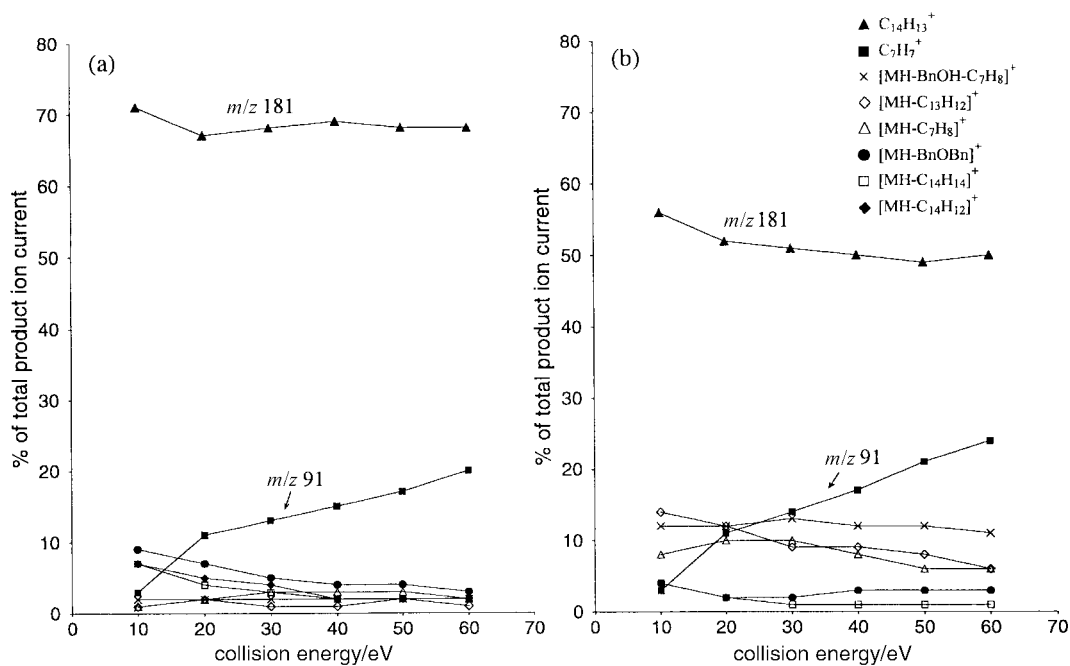 (a)
% of total product ion current
80
70
60
50
40
30
20
10
0
m/z 181
m/z 91
0 10 20 30 40 50 60 70
collision energy/eV
(b)
% of total product ion current
80
70
60
50
40
30
20
10
0
m/z 181
m/z 91
0 10 20 30 40 50 60 70
collision energy/eV
C₁₄H₁₃⁺
C₇H₇⁺
[MH-BnOH-C₇H₈]⁺
[MH-C₁₃H₁₂]⁺
[MH-C₇H₈]⁺
[MH-BnOBn]⁺
[MH-C₁₄H₁₄]⁺
[MH-C₁₄H₁₂]⁺